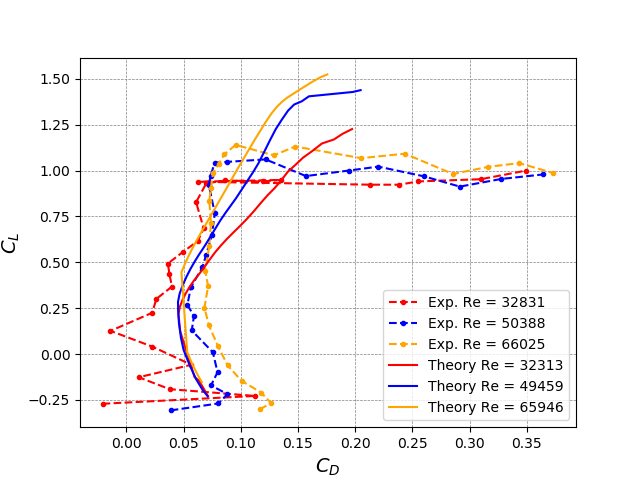 1.50
1.25
1.00
0.75
0.50
0.25
0.00
−0.25
C_L
0.00 0.05 0.10 0.15 0.20 0.25 0.30 0.35
C_D
Exp. Re = 32831
Exp. Re = 50388
Exp. Re = 66025
Theory Re = 32313
Theory Re = 49459
Theory Re = 65946